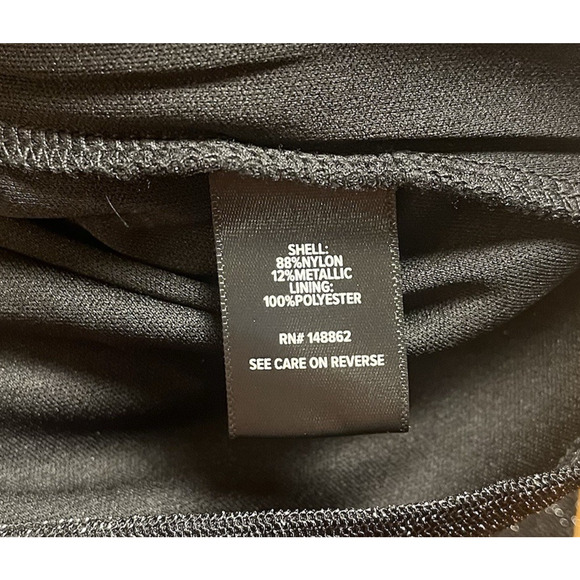 SHELL:
88%NYLON
12%METALLIC
LINING:
100%POLYESTER
RN# 148862
SEE CARE ON REVERSE